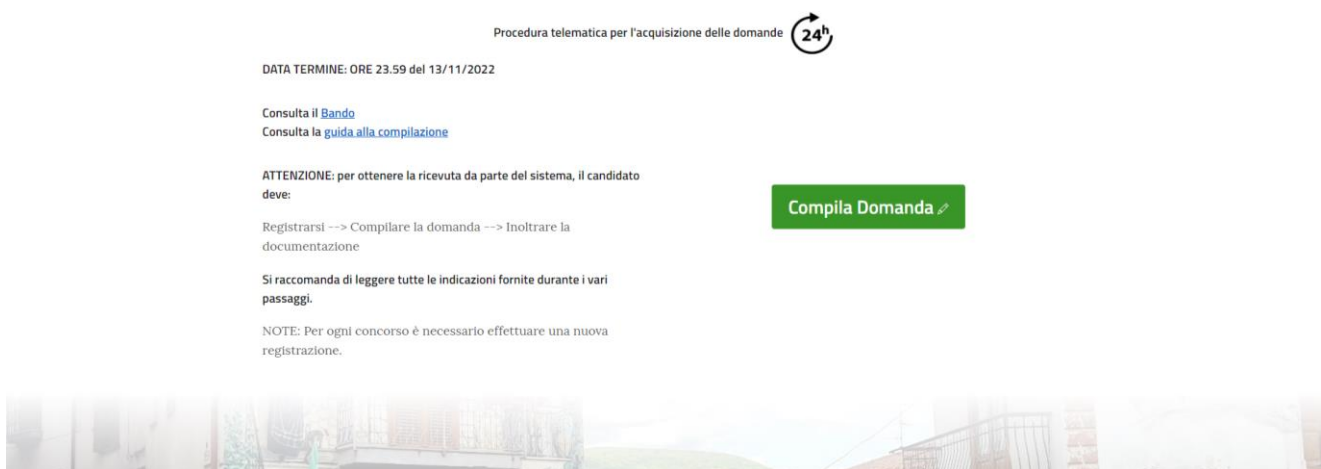 Procedura telematica per l'acquisizione delle domande 24h
DATA TERMINE: ORE 23.59 del 13/11/2022
Consulta il Bando
Consulta la guida alla compilazione
ATTENZIONE: per ottenere la ricevuta da parte del sistema, il candidato
deve:
Registrarsi --> Compilare la domanda --> Inoltrare la
documentazione
Si raccomanda di leggere tutte le indicazioni fornite durante i vari
passaggi.
NOTE: Per ogni concorso è necessario effettuare una nuova
registrazione.
Compila Domanda